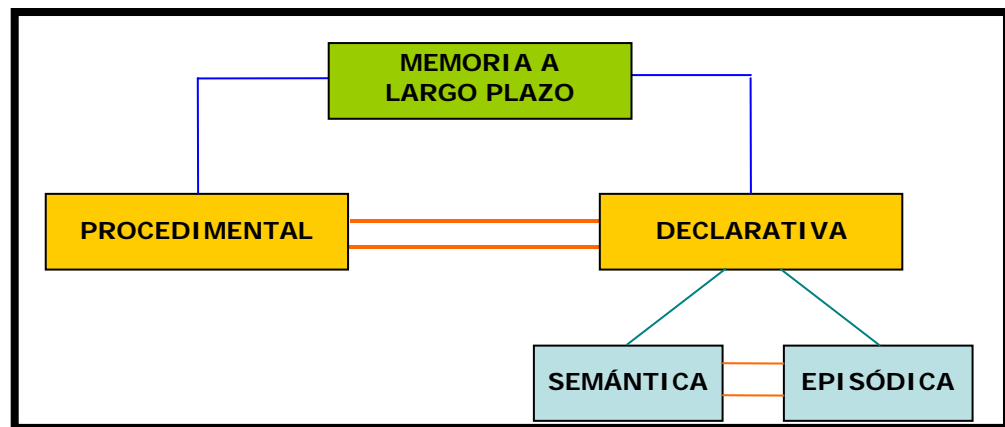 MEMORIA A
LARGO PLAZO
PROCEDIMENTAL
DECLARATIVA
SEMÁNTICA
EPISÓDICA